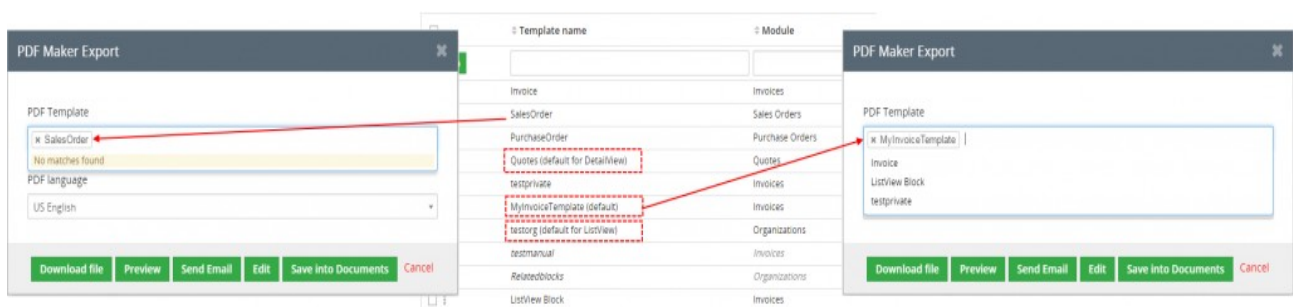 PDF Maker Export
PDF Template
SalesOrder
No matches found
PDF language
US English
Download file Preview Send Email Edit Save into Documents Cancel
Template name Module
Invoice Invoices
SalesOrder Sales Orders
PurchaseOrder Purchase Orders
Quotes (default for DetailView) Quotes
testprivate Invoices
MyInvoiceTemplate (default) Invoices
testorg (default for ListView) Organizations
testmanual Invoices
Relatedblocks Organizations
ListView Block Invoices
PDF Maker Export
PDF Template
MyInvoiceTemplate
Invoice
ListView Block
testprivate
Download file Preview Send Email Edit Save into Documents Cancel